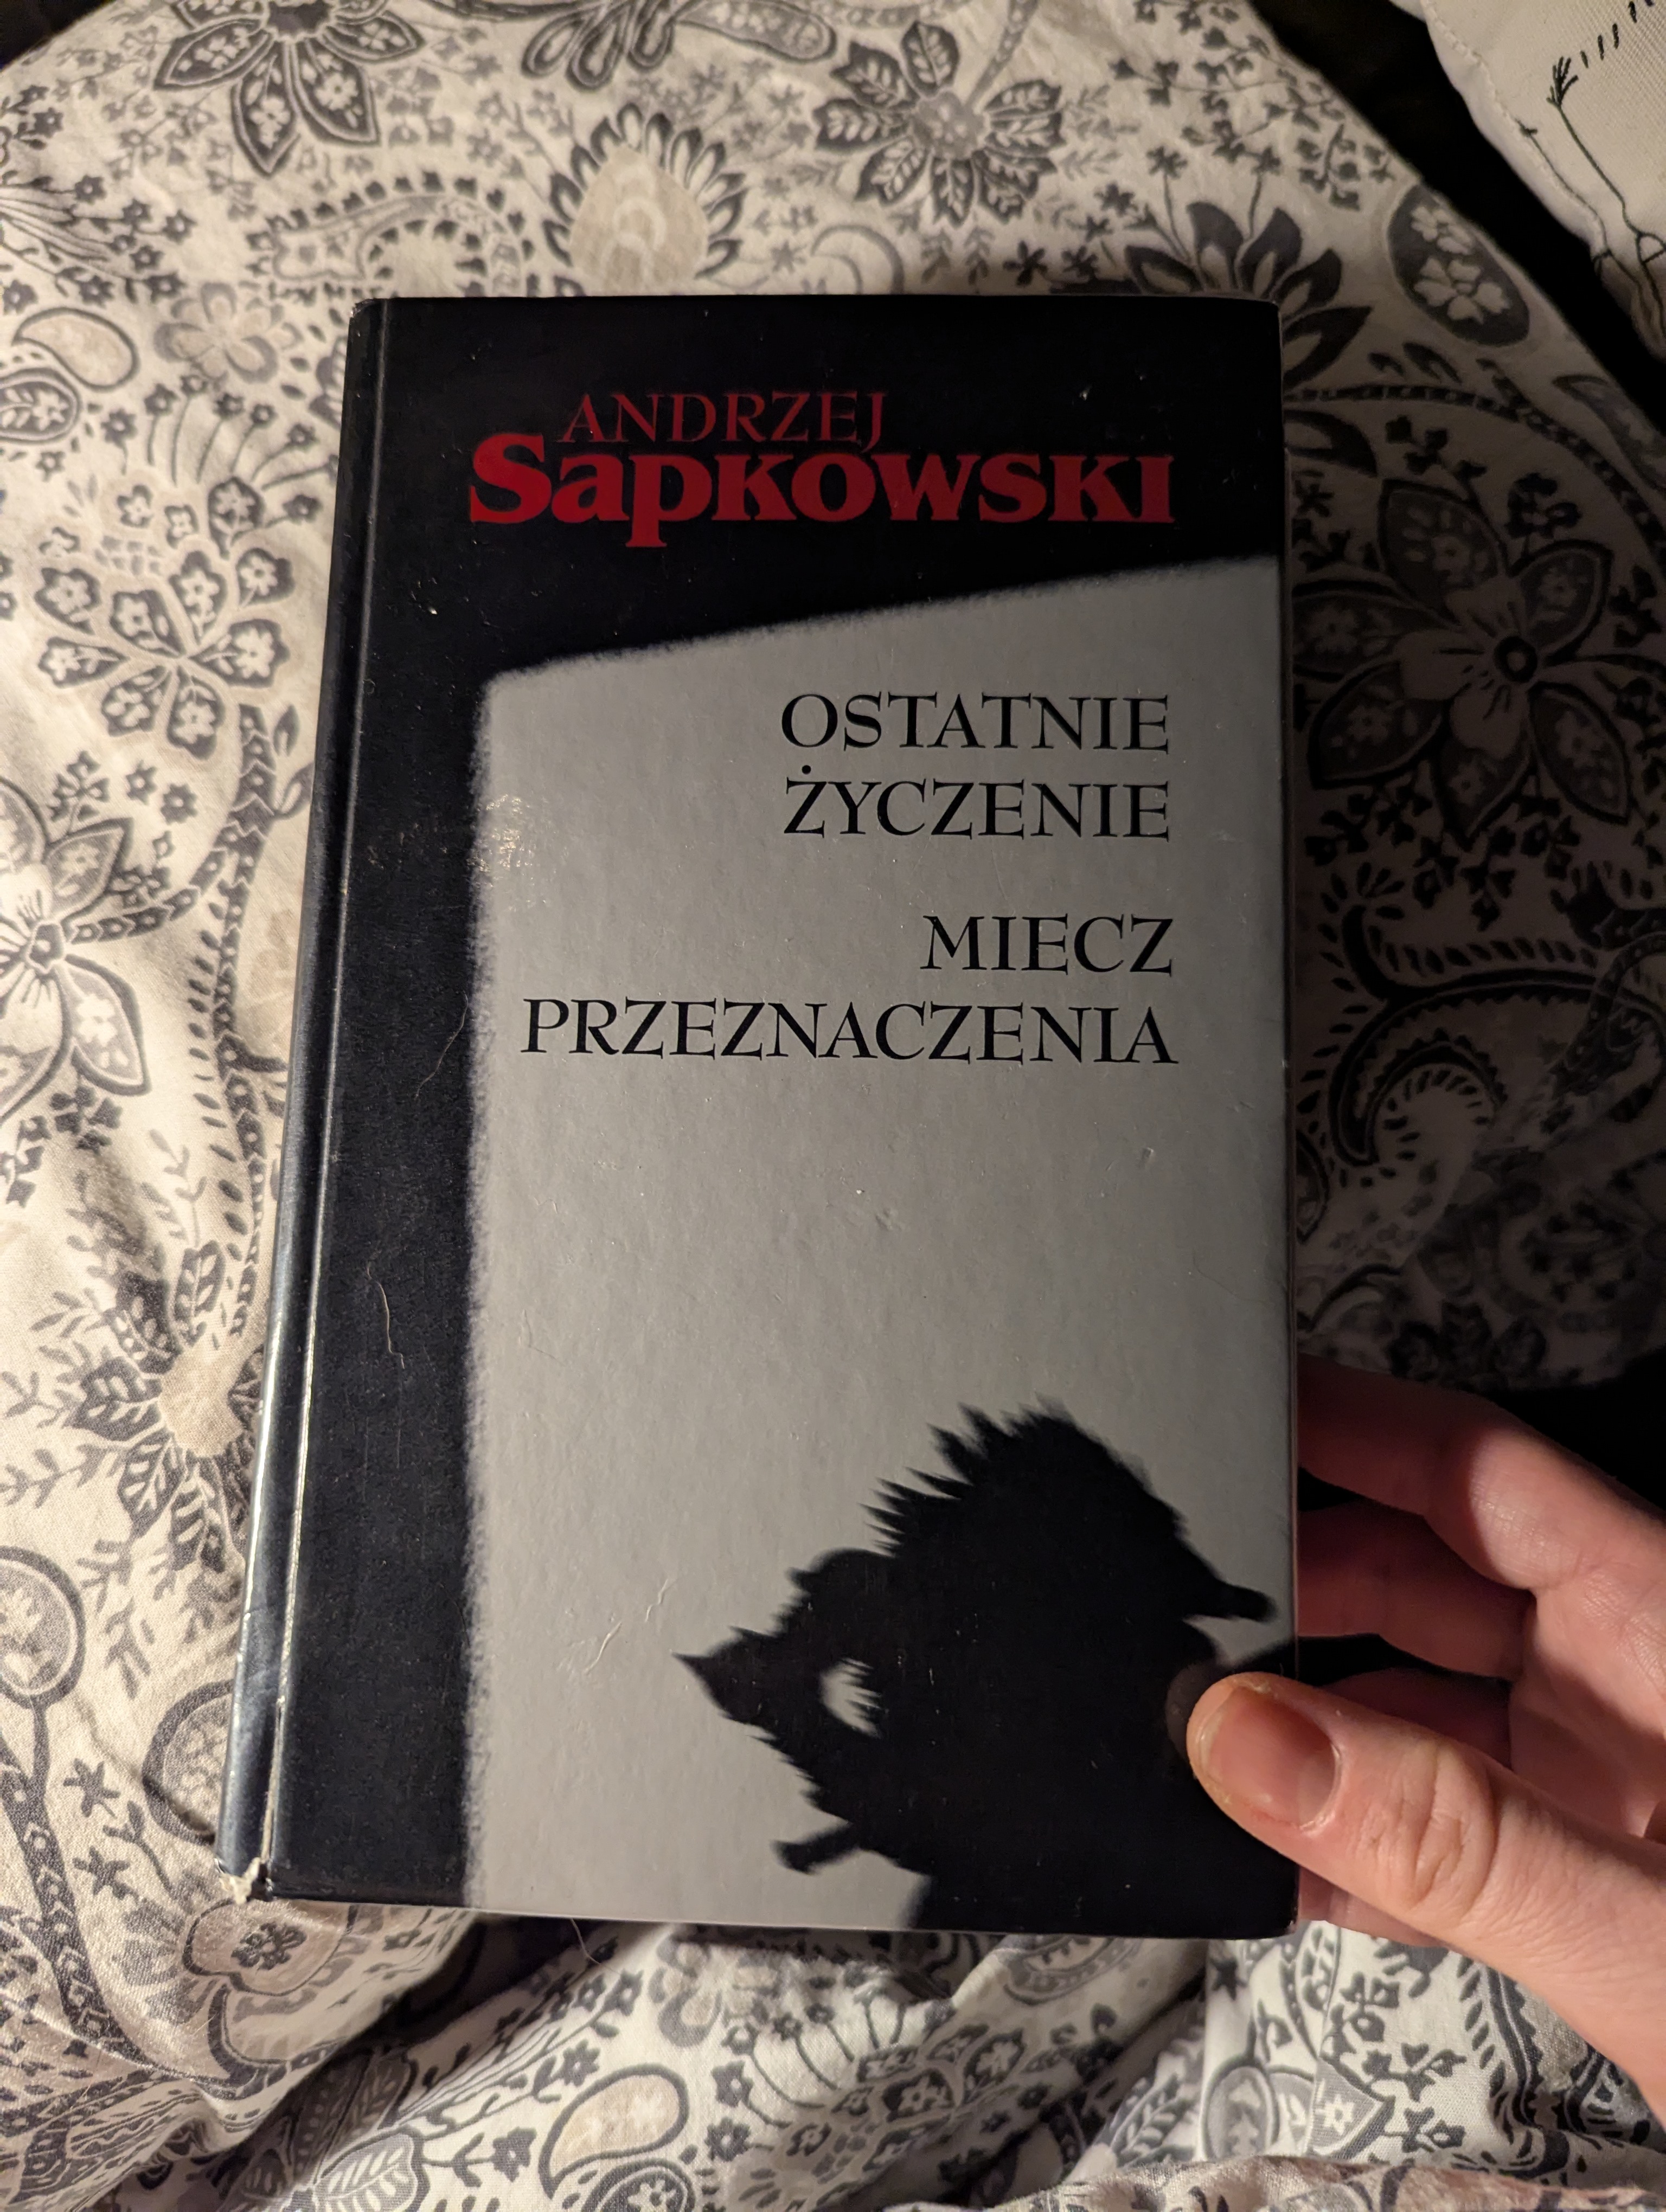 ANDRZEJ
SAPKOWSKI
OSTATNIE
ŻYCZENIE
MIECZ
PRZEZNACZENIA